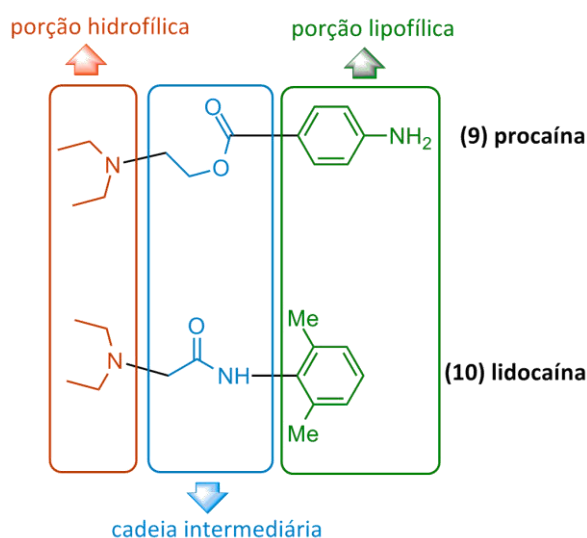 porção hidrofílica
porção lipofílica
O
NH2
(9) procaína
N
O
Me
O
N
NH
(10) lidocaína
Me
cadeia intermediária